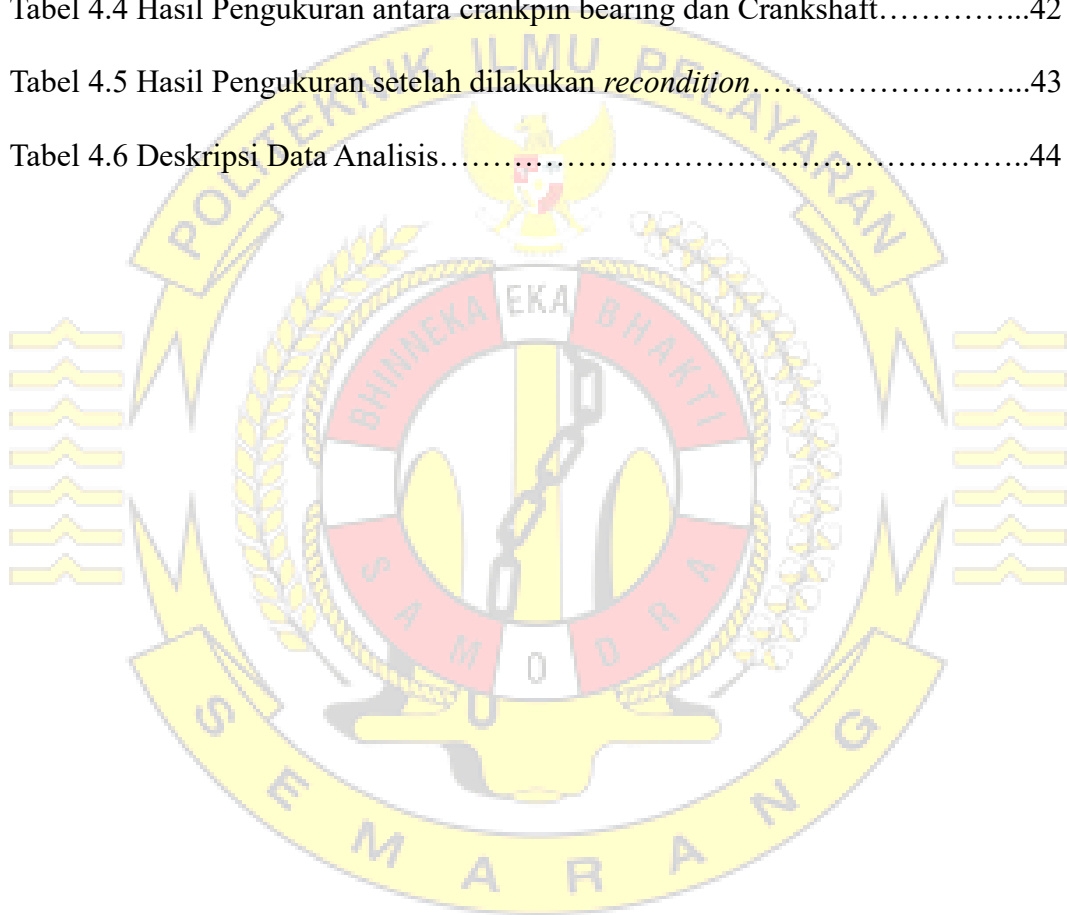 Tabel 4.4 Hasil Pengukuran antara crankpin bearing dan Crankshaft…………...42
Tabel 4.5 Hasil Pengukuran setelah dilakukan recondition……………………...43
Tabel 4.6 Deskripsi Data Analisis…………………………………………………..44
POLITEKNIK ILMU PELAYARAN
BHINNEKA EKA BHAKTI
SAMODRA
SEMARANG